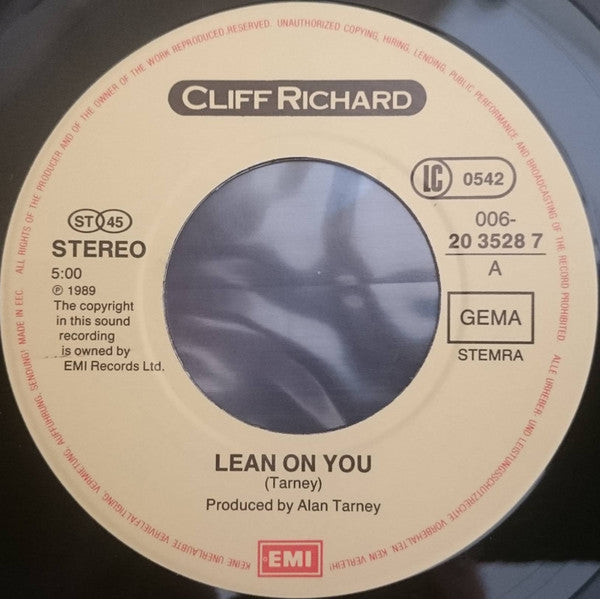 CLIFF RICHARD
LC 0542
006-
20 3528 7
A
GEMA
STEMRA
ST 45
STEREO
5:00
℗ 1989
The copyright
in this sound
recording
is owned by
EMI Records Ltd.
LEAN ON YOU
(Tarney)
Produced by Alan Tarney
EMI
MADE IN EEC ALL RIGHTS OF THE PRODUCER AND OF THE OWNER OF THE WORK REPRODUCED RESERVED. UNAUTHORIZED COPYING, HIRING, LENDING, PUBLIC PERFORMANCE AND BROADCASTING OF THE RECORD PROHIBITED. ALLE URHEBER- UND LEISTUNGSSCHUTZRECHTE VORBEHALTEN KEIN VERLEIH!
KEINE UNERLAUBTE VERVIELFÄLTIGUNG, VERMIETUNG, AUFFÜHRUNG, SENDUNG!